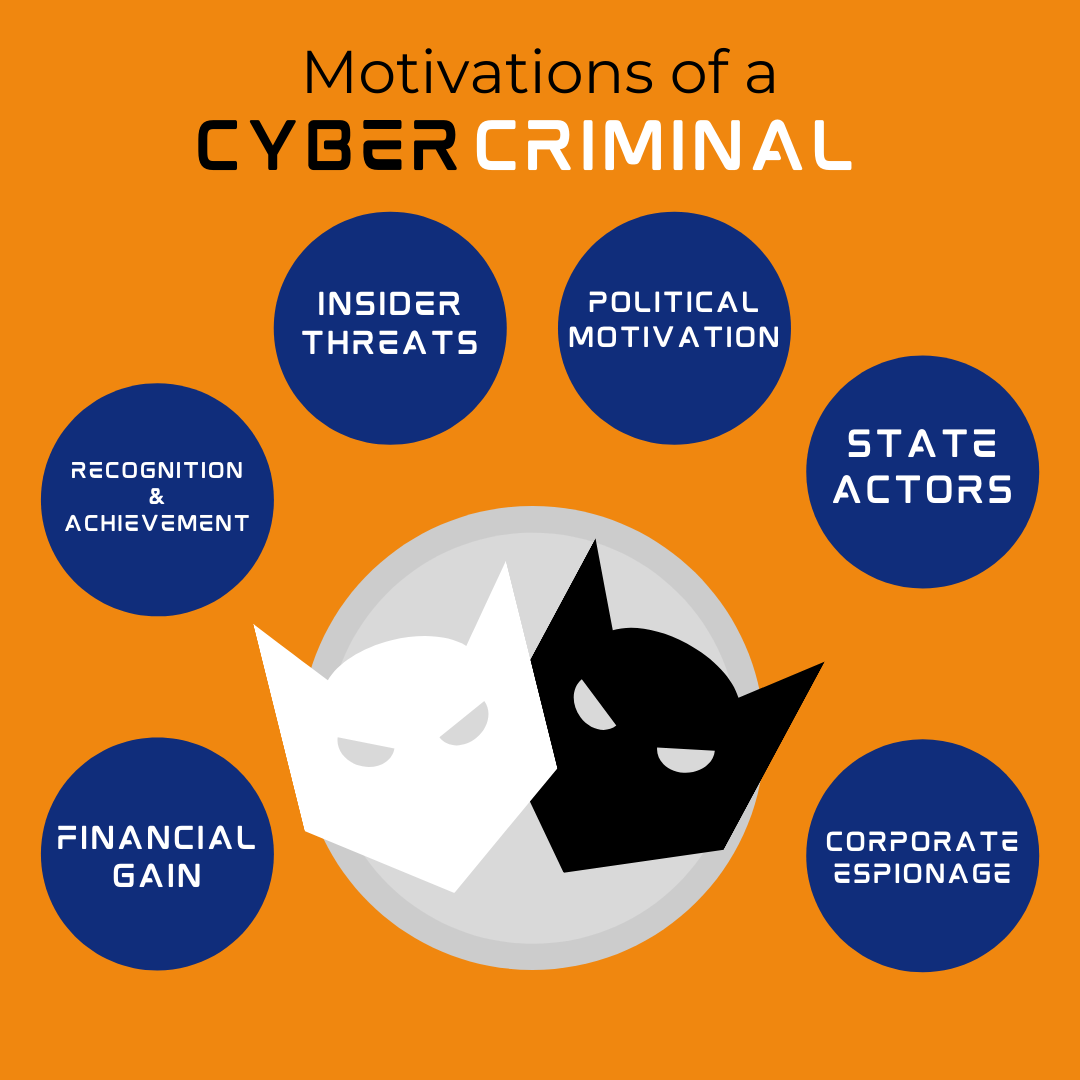 Motivations of a
CYBER CRIMINAL
INSIDER
THREATS
POLITICAL
MOTIVATION
RECOGNITION
&
ACHIEVEMENT
STATE
ACTORS
FINANCIAL
GAIN
CORPORATE
ESPIONAGE